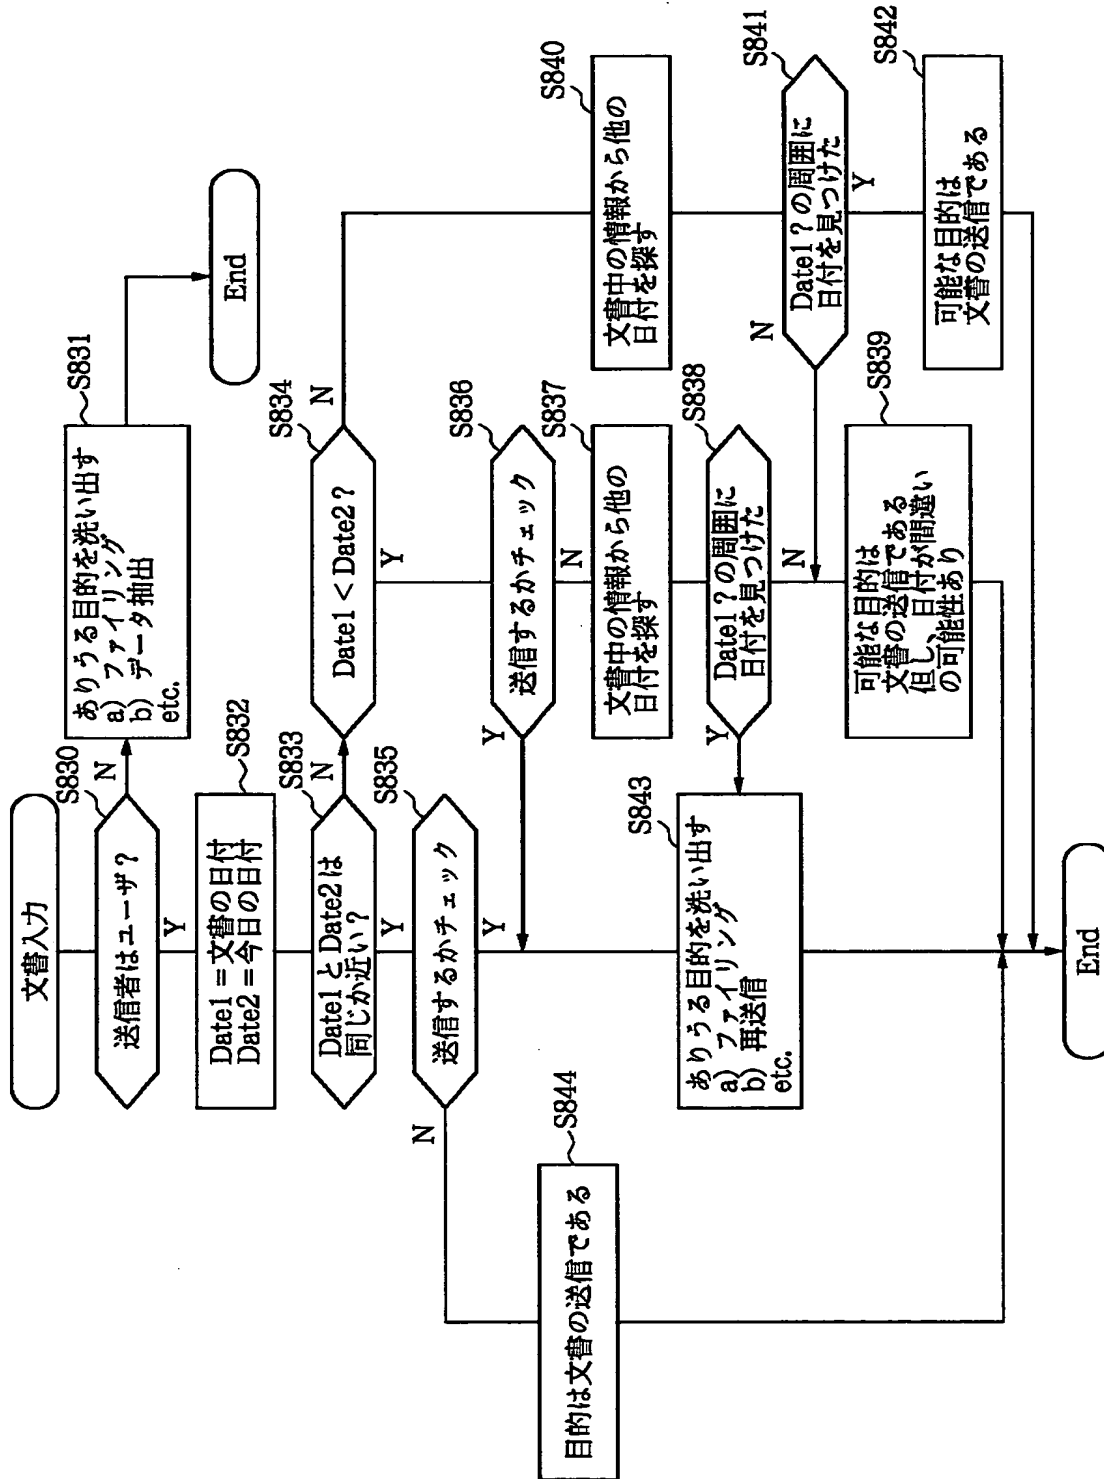 文書入力
S830
送信者はユーザ?
N
Y
S831
ありうる目的を洗い出す
a) ファイリング
b) データ抽出
etc.
End
S832
Date1＝文書の日付
Date2＝今日の日付
S833
Date1とDate2は
同じか近い?
N
Y
S834
Date1＜Date2?
N
Y
S835
送信するかチェック
N
Y
S836
送信するかチェック
Y
N
S837
文書中の情報から他の
日付を探す
S838
Date1?の周囲に
日付を見つけた
Y
N
S839
可能な目的は
文書の送信である
但し、日付が間違い
の可能性あり
S840
文書中の情報から他の
日付を探す
S841
Date1?の周囲に
日付を見つけた
N
Y
S842
可能な目的は
文書の送信である
S843
ありうる目的を洗い出す
a) ファイリング
b) 再送信
etc.
S844
目的は文書の送信である
End